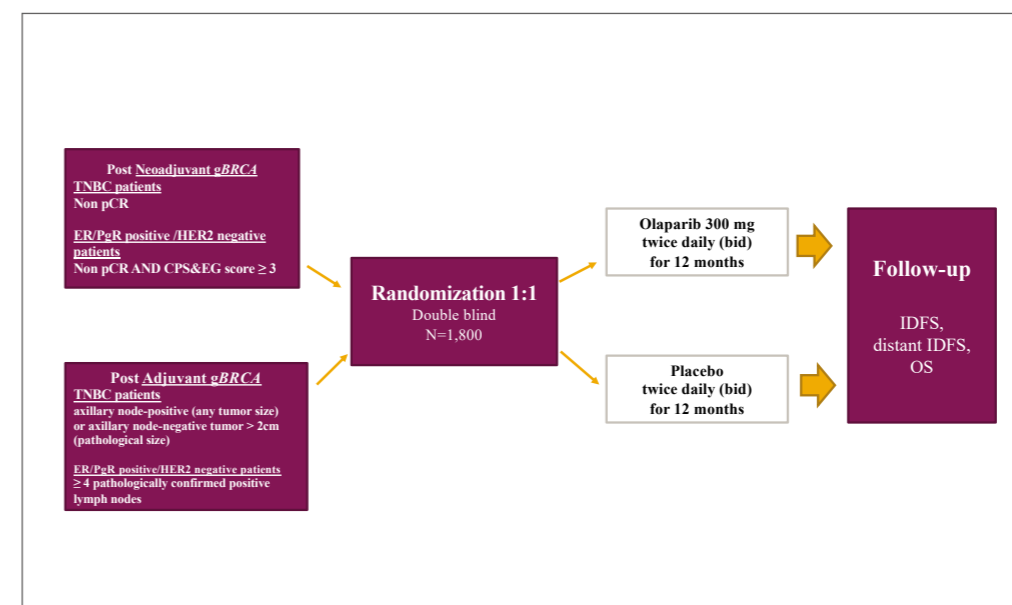 Post Neoadjuvant gBRCA
TNBC patients
Non pCR
ER/PgR positive /HER2 negative
patients
Non pCR AND CPS&EG score ≥ 3
Post Adjuvant gBRCA
TNBC patients
axillary node-positive (any tumor size)
or axillary node-negative tumor > 2cm
(pathological size)
ER/PgR positive/HER2 negative patients
≥ 4 pathologically confirmed positive
lymph nodes
Randomization 1:1
Double blind
N=1,800
Olaparib 300 mg
twice daily (bid)
for 12 months
Placebo
twice daily (bid)
for 12 months
Follow-up
IDFS,
distant IDFS,
OS